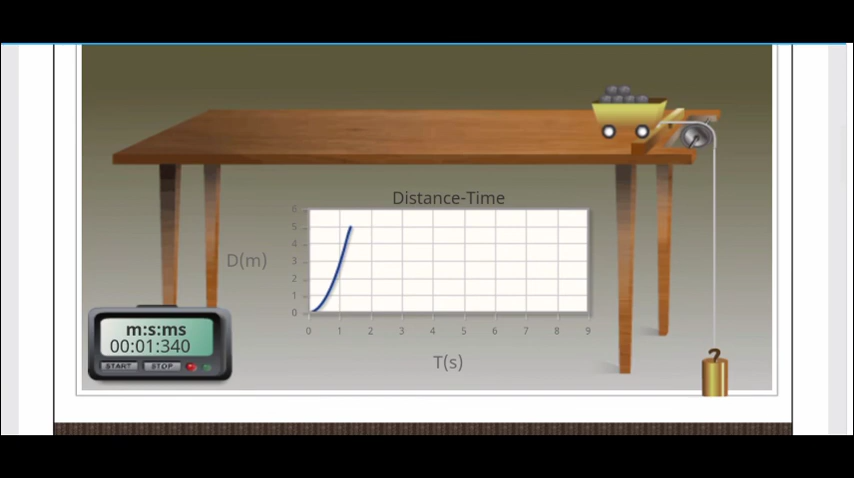 Distance-Time
6
5
4
3
2
1
0
D(m)
0 1 2 3 4 5 6 7 8 9
T(s)
m:s:ms
00:01:340
START STOP